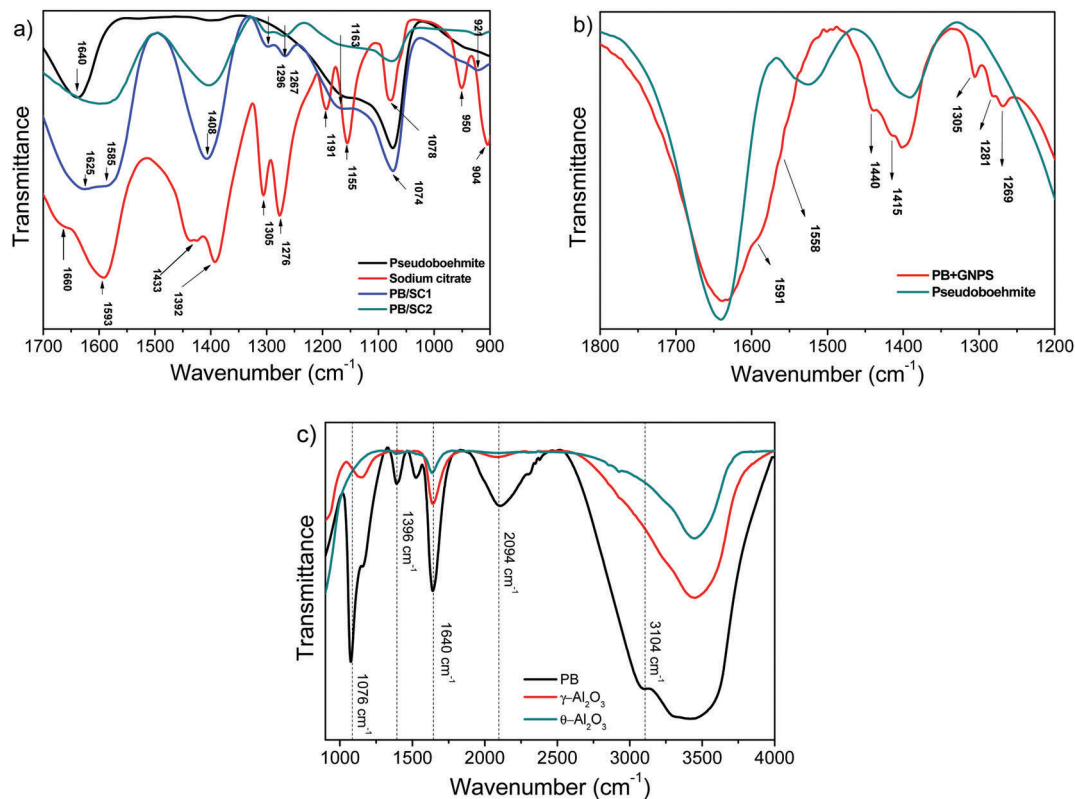 a)
1640
1625
1585
1408
1296
1267
1163
921
1191
1155
1078
1074
950
904
1305
1276
1660
1593
1433
1392
Pseudoboehmite
Sodium citrate
PB/SC1
PB/SC2
Transmittance
1700 1600 1500 1400 1300 1200 1100 1000 900
Wavenumber (cm⁻¹)
b)
1591
1558
1440
1415
1305
1281
1269
PB+GNPS
Pseudoboehmite
Transmittance
1800 1700 1600 1500 1400 1300 1200
Wavenumber (cm⁻¹)
c)
1076 cm⁻¹
1396 cm⁻¹
1640 cm⁻¹
2094 cm⁻¹
3104 cm⁻¹
PB
γ–Al₂O₃
θ–Al₂O₃
Transmittance
1000 1500 2000 2500 3000 3500 4000
Wavenumber (cm⁻¹)